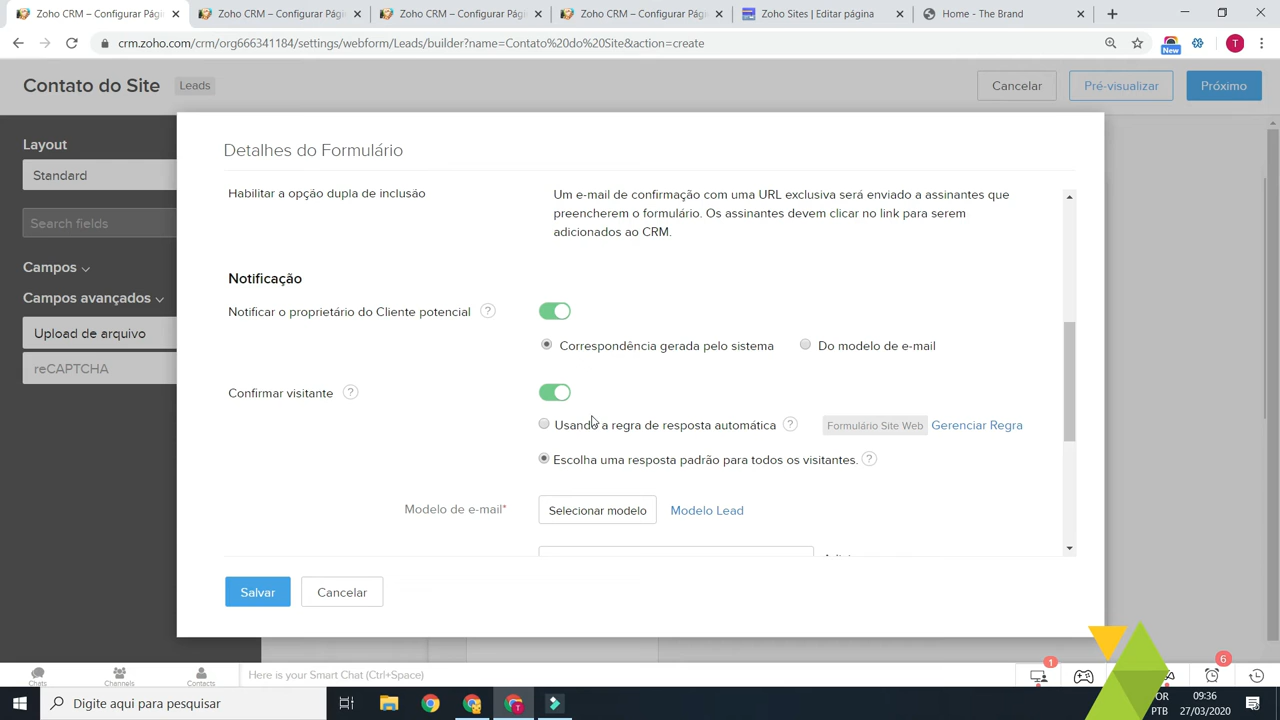 Zoho CRM – Configurar Pági
Zoho CRM – Configurar Pági
Zoho CRM – Configurar Pági
Zoho CRM – Configurar Pági
Zoho Sites | Editar página
Home - The Brand
crm.zoho.com/crm/org666341184/settings/webform/Leads/builder?name=Contato%20do%20Site&action=create
New
T
Contato do Site
Leads
Cancelar
Pré-visualizar
Próximo
Layout
Standard
Search fields
Campos
Campos avançados
Upload de arquivo
reCAPTCHA
Detalhes do Formulário
Habilitar a opção dupla de inclusão
Um e-mail de confirmação com uma URL exclusiva será enviado a assinantes que
preencherem o formulário. Os assinantes devem clicar no link para serem
adicionados ao CRM.
Notificação
Notificar o proprietário do Cliente potencial ?
Correspondência gerada pelo sistema
Do modelo de e-mail
Confirmar visitante ?
Usando a regra de resposta automática ?
Formulário Site Web
Gerenciar Regra
Escolha uma resposta padrão para todos os visitantes. ?
Modelo de e-mail*
Selecionar modelo
Modelo Lead
Salvar
Cancelar
Chats
Channels
Contacts
Here is your Smart Chat (Ctrl+Space)
1
6
Digite aqui para pesquisar
T
POR
PTB
09:36
27/03/2020